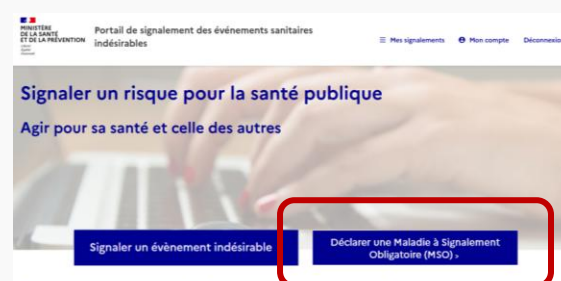 MINISTÈRE
DE LA SANTÉ
ET DE LA PRÉVENTION
Portail de signalement des événements sanitaires
indésirables
Mes signalements
Mon compte
Déconnexion
Signaler un risque pour la santé publique
Agir pour sa santé et celle des autres
Signaler un évènement indésirable
Déclarer une Maladie à Signalement
Obligatoire (MSO) ›